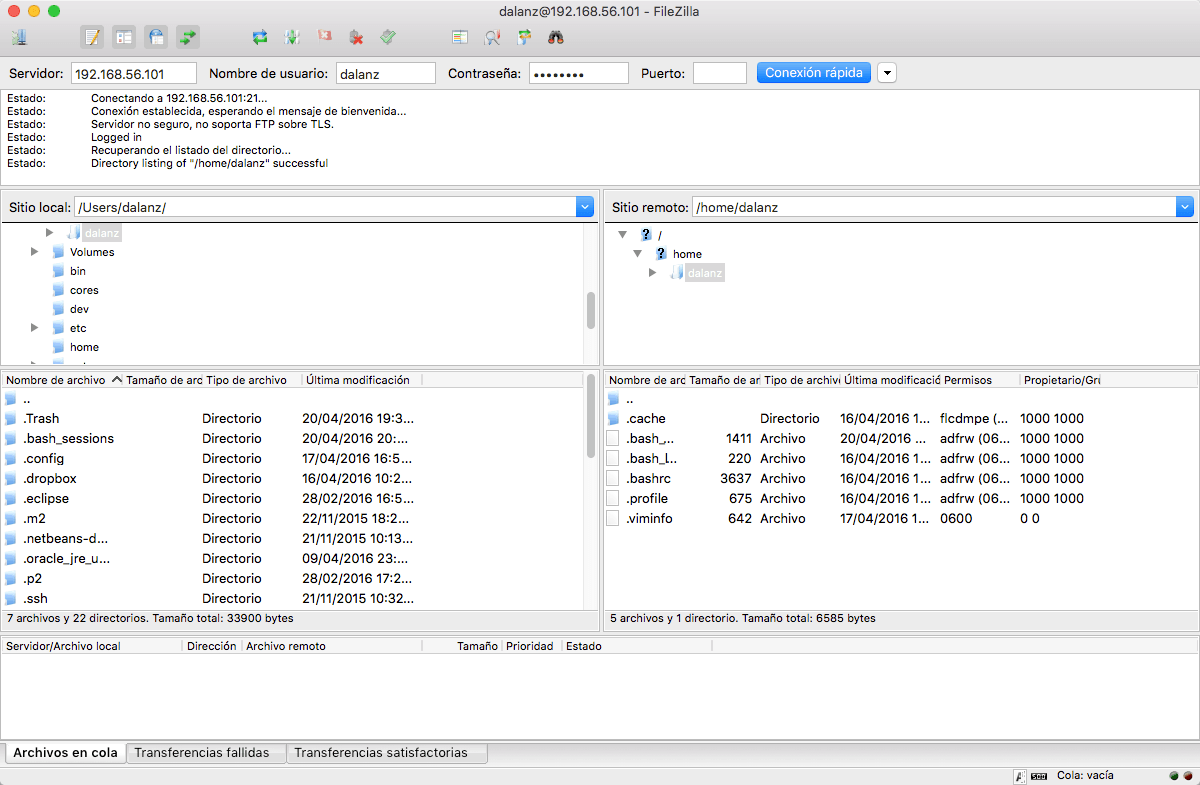 dalanz@192.168.56.101 - FileZilla
Servidor: 192.168.56.101 Nombre de usuario: dalanz Contraseña: •••••••• Puerto: Conexión rápida
Estado: Conectando a 192.168.56.101:21...
Estado: Conexión establecida, esperando el mensaje de bienvenida...
Estado: Servidor no seguro, no soporta FTP sobre TLS.
Estado: Logged in
Estado: Recuperando el listado del directorio...
Estado: Directory listing of "/home/dalanz" successful
Sitio local: /Users/dalanz/
dalanz
Volumes
bin
cores
dev
etc
home
Sitio remoto: /home/dalanz
/
home
dalanz
Nombre de archivo Tamaño de arc Tipo de archivo Última modificación
..
.Trash Directorio 20/04/2016 19:3...
.bash_sessions Directorio 20/04/2016 20:...
.config Directorio 17/04/2016 16:5...
.dropbox Directorio 16/04/2016 10:2...
.eclipse Directorio 28/02/2016 16:5...
.m2 Directorio 22/11/2015 18:2...
.netbeans-d... Directorio 21/11/2015 10:13...
.oracle_jre_u... Directorio 09/04/2016 23:...
.p2 Directorio 28/02/2016 17:2...
.ssh Directorio 21/11/2015 10:32...
7 archivos y 22 directorios. Tamaño total: 33900 bytes
Nombre de arc Tamaño de ar Tipo de archivi Última modificació Permisos Propietario/Gru
..
.cache Directorio 16/04/2016 1... flcdmpe (... 1000 1000
.bash_... 1411 Archivo 20/04/2016 ... adfrw (06... 1000 1000
.bash_l... 220 Archivo 16/04/2016 1... adfrw (06... 1000 1000
.bashrc 3637 Archivo 16/04/2016 1... adfrw (06... 1000 1000
.profile 675 Archivo 16/04/2016 1... adfrw (06... 1000 1000
.viminfo 642 Archivo 17/04/2016 1... 0600 0 0
5 archivos y 1 directorio. Tamaño total: 6585 bytes
Servidor/Archivo local Dirección Archivo remoto Tamaño Prioridad Estado
Archivos en cola Transferencias fallidas Transferencias satisfactorias
Cola: vacía